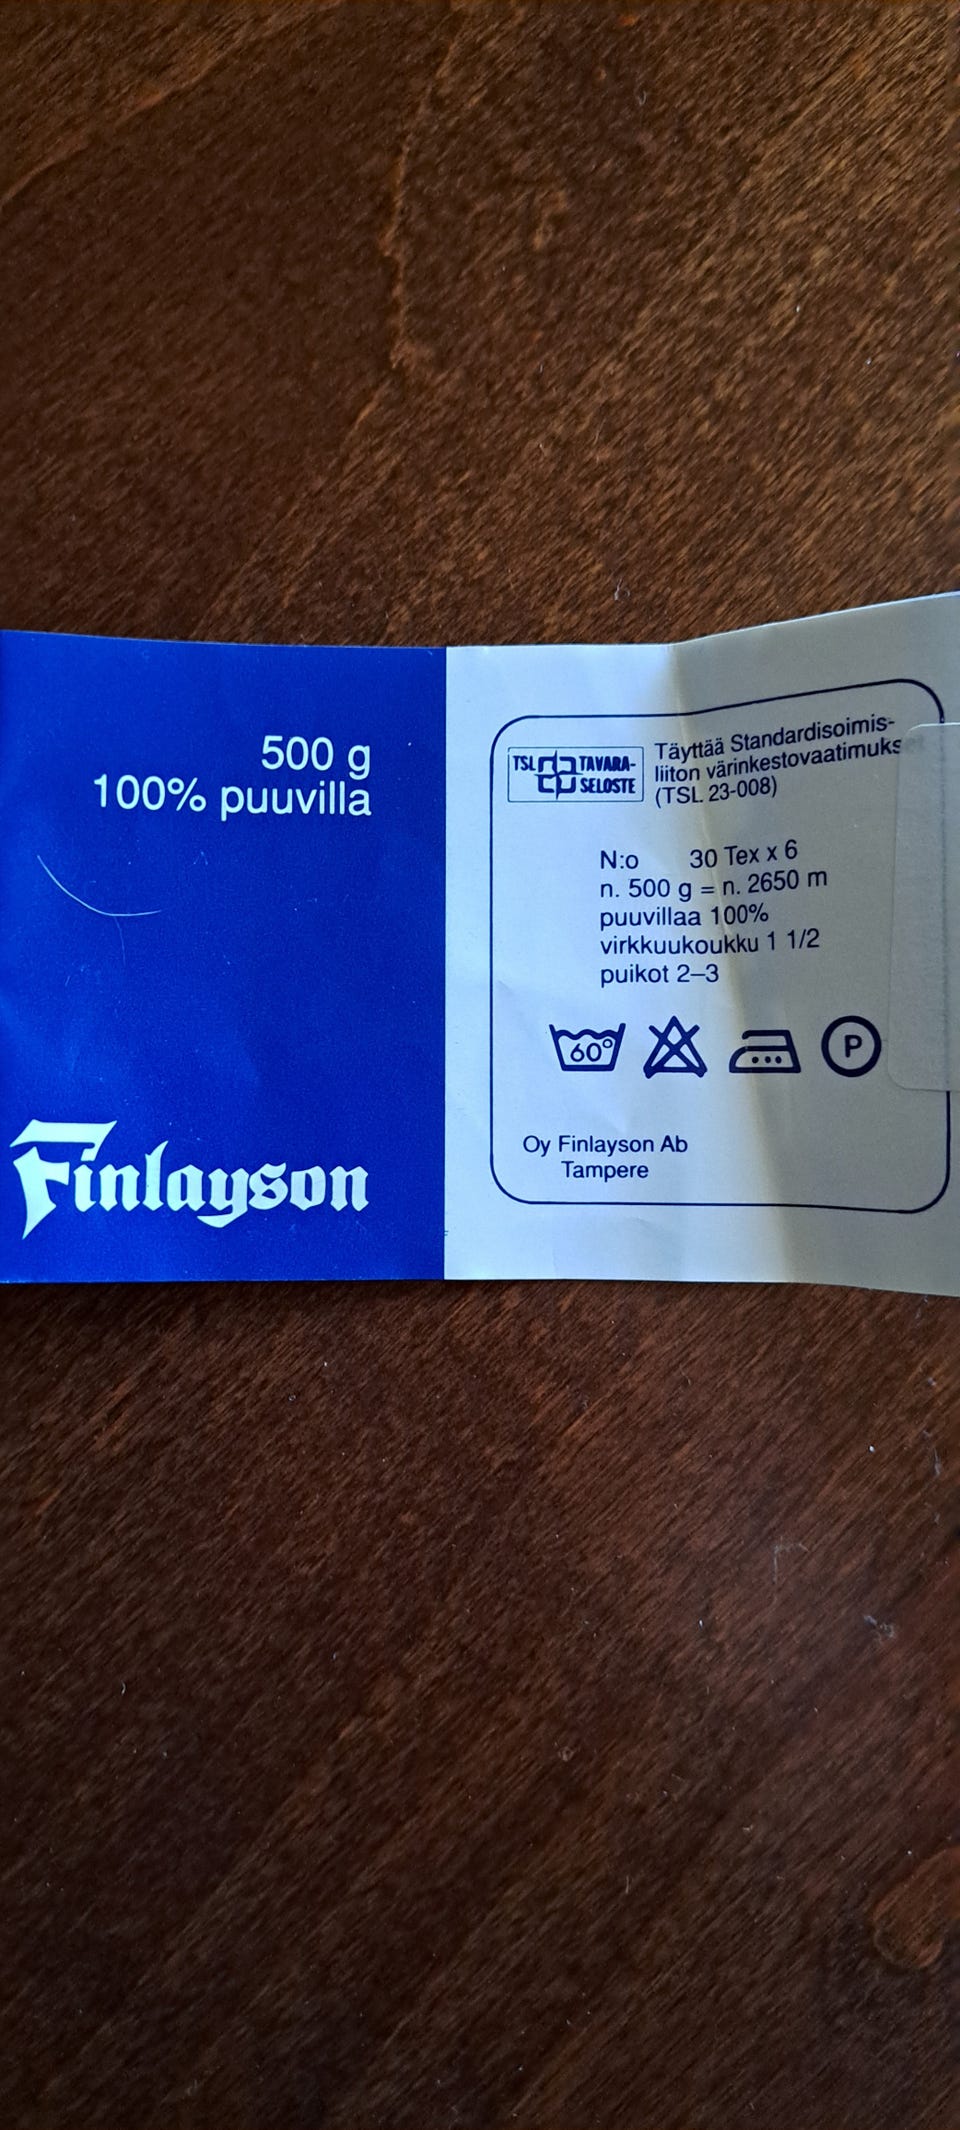 500 g
100% puuvilla
Finlayson
TSL TAVARA-
SELOSTE
Täyttää Standardisoimis-
liiton värinkestovaatimuks
(TSL 23-008)
N:o 30 Tex x 6
n. 500 g = n. 2650 m
puuvillaa 100%
virkkuukoukku 1 1/2
puikot 2–3
60° P
Oy Finlayson Ab
Tampere